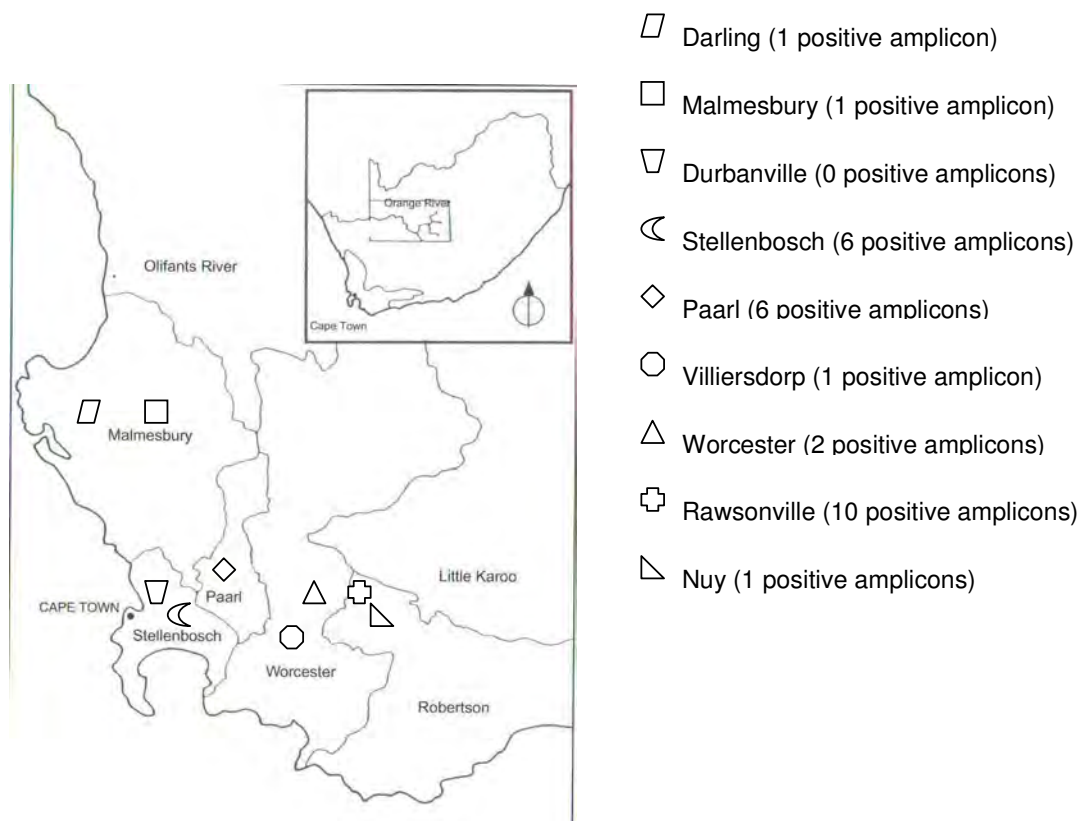 Darling (1 positive amplicon)
Malmesbury (1 positive amplicon)
Durbanville (0 positive amplicons)
Stellenbosch (6 positive amplicons)
Paarl (6 positive amplicons)
Villiersdorp (1 positive amplicon)
Worcester (2 positive amplicons)
Rawsonville (10 positive amplicons)
Nuy (1 positive amplicons)
Orange River
Cape Town
Olifants River
Malmesbury
Paarl
Little Karoo
CAPE TOWN
Stellenbosch
Worcester
Robertson